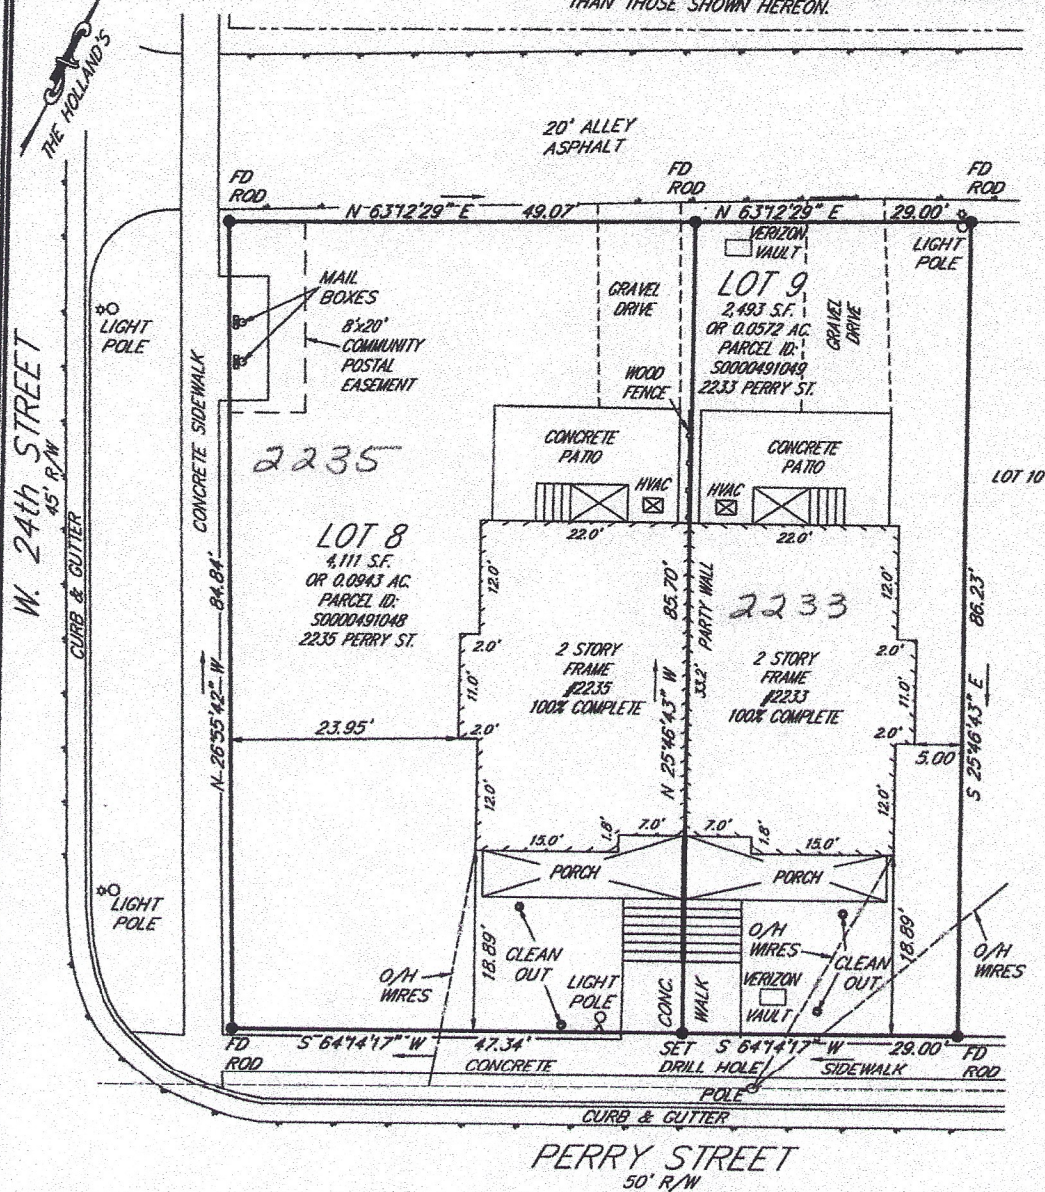 THAN THOSE SHOWN HEREON.
THE HOLLAND'S
20' ALLEY
ASPHALT
FD
ROD
FD
ROD
FD
ROD
N 63°12'29" E 49.07'
N 63°12'29" E 29.00'
LIGHT
POLE
VERIZON
VAULT
LOT 9
2,493 S.F.
OR 0.0572 AC.
PARCEL ID:
S0000491049
2233 PERRY ST.
GRAVEL
DRIVE
GRAVEL
DRIVE
MAIL
BOXES
8'x20'
COMMUNITY
POSTAL
EASEMENT
LIGHT
POLE
WOOD
FENCE
W. 24th STREET
45' R/W
CURB & GUTTER
CONCRETE SIDEWALK
CONCRETE
PATIO
CONCRETE
PATIO
HVAC
HVAC
LOT 10
2235
LOT 8
4,111 S.F.
OR 0.0943 AC.
PARCEL ID:
S0000491048
2235 PERRY ST.
22.0'
22.0'
12.0'
12.0'
N 26°55'42" W 84.84'
N 25°46'43" W 85.70'
PARTY WALL
33.2'
2233
S 25°46'43" E 86.23'
2.0'
2.0'
11.0'
11.0'
2 STORY
FRAME
#2235
100% COMPLETE
2 STORY
FRAME
#2233
100% COMPLETE
23.95'
2.0'
2.0'
5.00'
12.0'
12.0'
15.0'
1.8'
7.0'
7.0'
1.8'
15.0'
PORCH
PORCH
LIGHT
POLE
18.89'
18.89'
CLEAN
OUT
O/H
WIRES
LIGHT
POLE
CONC.
WALK
O/H
WIRES
VERIZON
VAULT
CLEAN
OUT
O/H
WIRES
FD
ROD
S 64°14'17" W 47.34'
SET
DRILL HOLE
S 64°14'17" W 29.00'
FD
ROD
CONCRETE
SIDEWALK
POLE
CURB & GUTTER
PERRY STREET
50' R/W